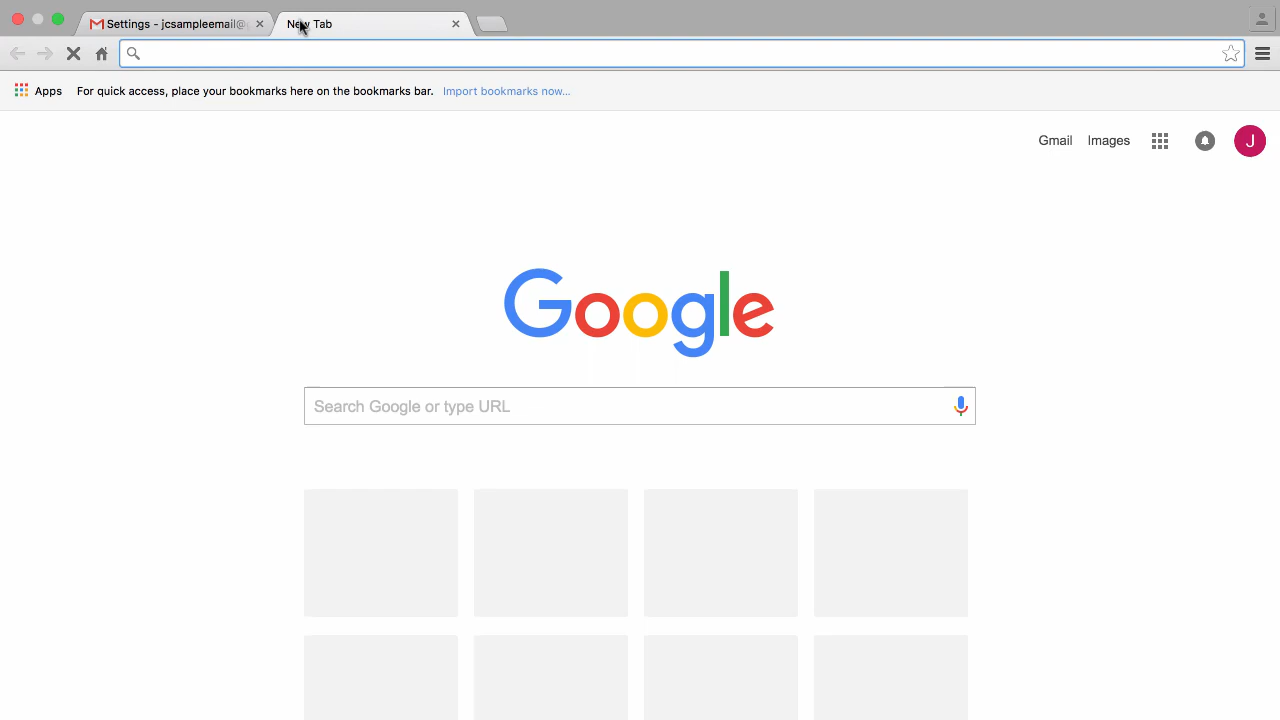 Settings - jcsampleemail@
New Tab
Apps For quick access, place your bookmarks here on the bookmarks bar. Import bookmarks now...
Gmail Images J
Google
Search Google or type URL